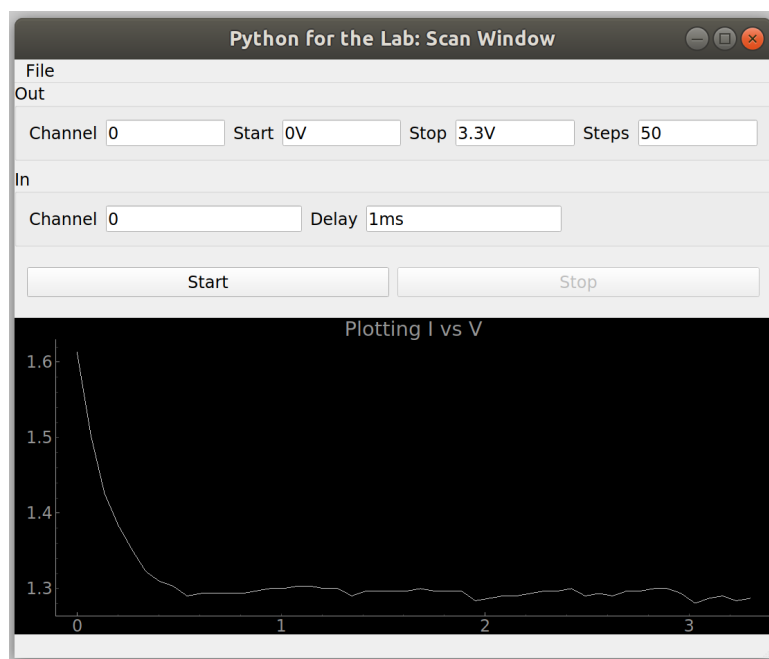 Python for the Lab: Scan Window
File
Out
Channel 0 Start 0V Stop 3.3V Steps 50
In
Channel 0 Delay 1ms
Start Stop
Plotting I vs V
1.6
1.5
1.4
1.3
0 1 2 3